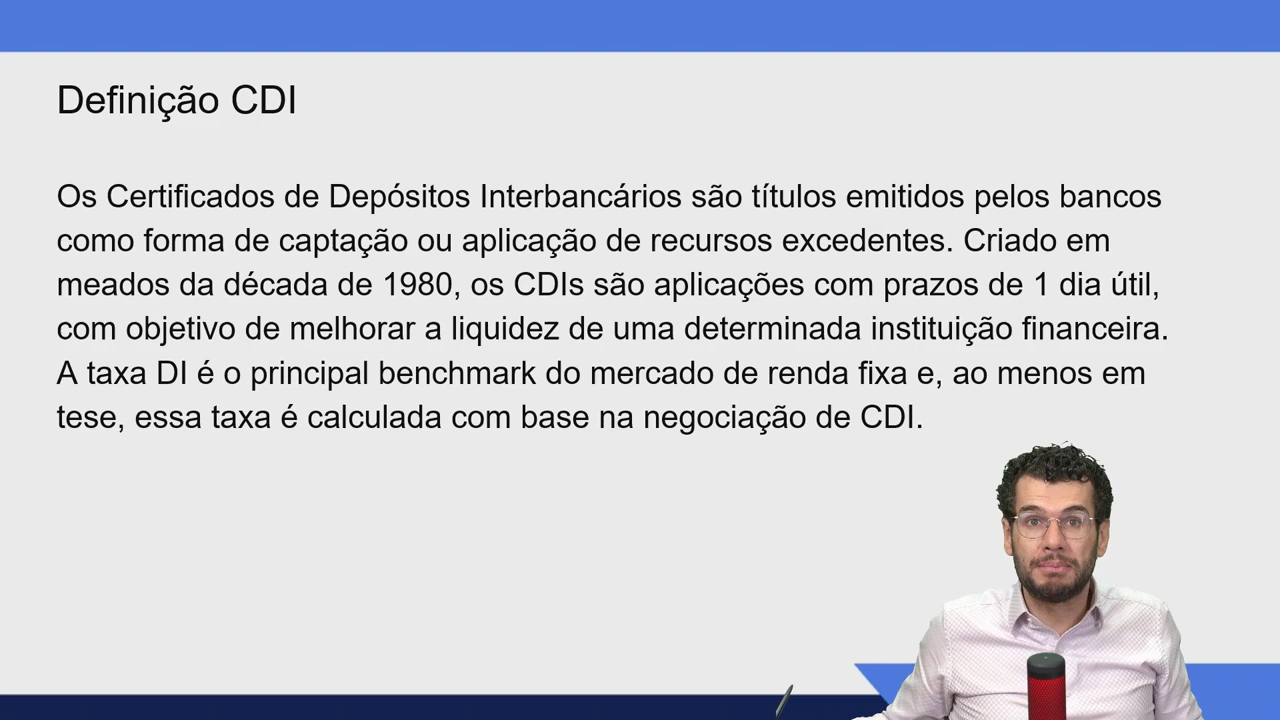 Definição CDI
Os Certificados de Depósitos Interbancários são títulos emitidos pelos bancos
como forma de captação ou aplicação de recursos excedentes. Criado em
meados da década de 1980, os CDIs são aplicações com prazos de 1 dia útil,
com objetivo de melhorar a liquidez de uma determinada instituição financeira.
A taxa DI é o principal benchmark do mercado de renda fixa e, ao menos em
tese, essa taxa é calculada com base na negociação de CDI.